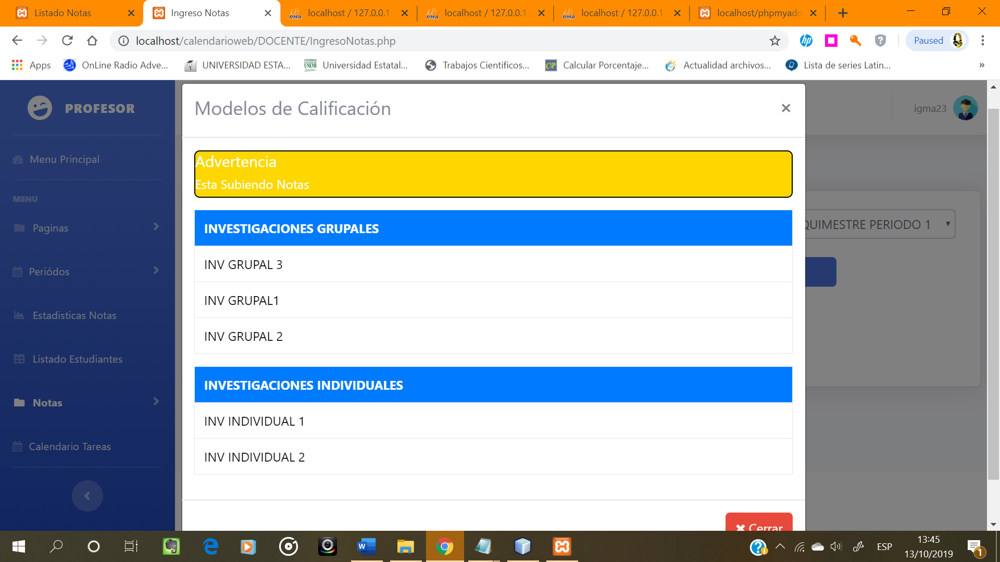 Listado Notas
Ingreso Notas
localhost / 127.0.0.1
localhost / 127.0.0.1
localhost / 127.0.0.1
localhost/phpmyadm
localhost/calendarioweb/DOCENTE/IngresoNotas.php
Paused
Apps
OnLine Radio Adve...
UNIVERSIDAD ESTA...
Universidad Estatal...
Trabajos Cientificos...
Calcular Porcentaje...
Actualidad archivos...
Lista de series Latin...
»
PROFESOR
Menu Principal
MENU
Paginas
Periódos
Estadisticas Notas
Listado Estudiantes
Notas
Calendario Tareas
Modelos de Calificación
×
igma23
Advertencia
Esta Subiendo Notas
QUIMESTRE PERIODO 1
INVESTIGACIONES GRUPALES
INV GRUPAL 3
INV GRUPAL1
INV GRUPAL 2
INVESTIGACIONES INDIVIDUALES
INV INDIVIDUAL 1
INV INDIVIDUAL 2
Cerrar
ESP
13:45
13/10/2019
1